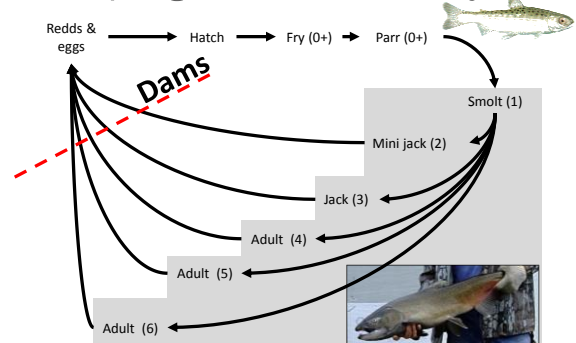 Redds &
eggs
Hatch
Fry (0+)
Parr (0+)
Dams
Smolt (1)
Mini jack (2)
Jack (3)
Adult (4)
Adult (5)
Adult (6)